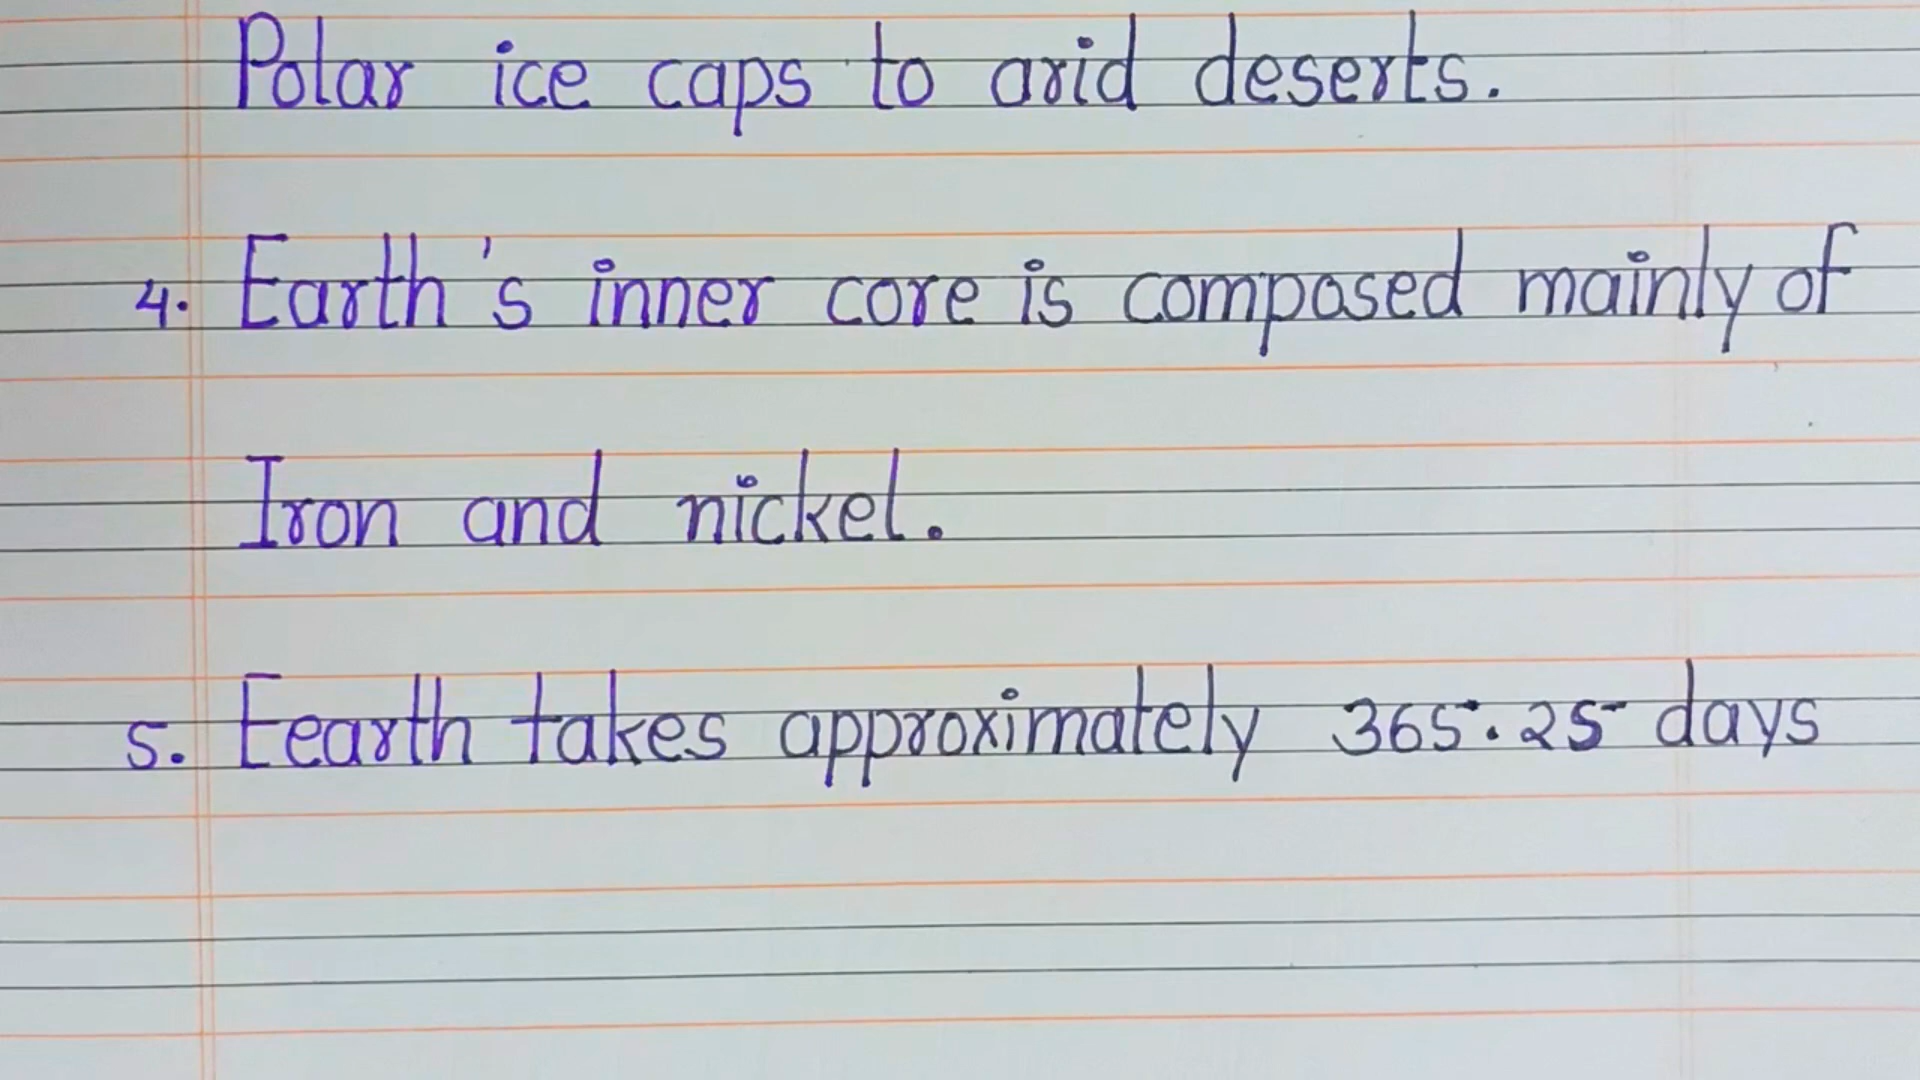 Polar ice caps to arid deserts.
4. Earth's inner core is composed mainly of
Iron and nickel.
5. Eearth takes approximately 365.25 days